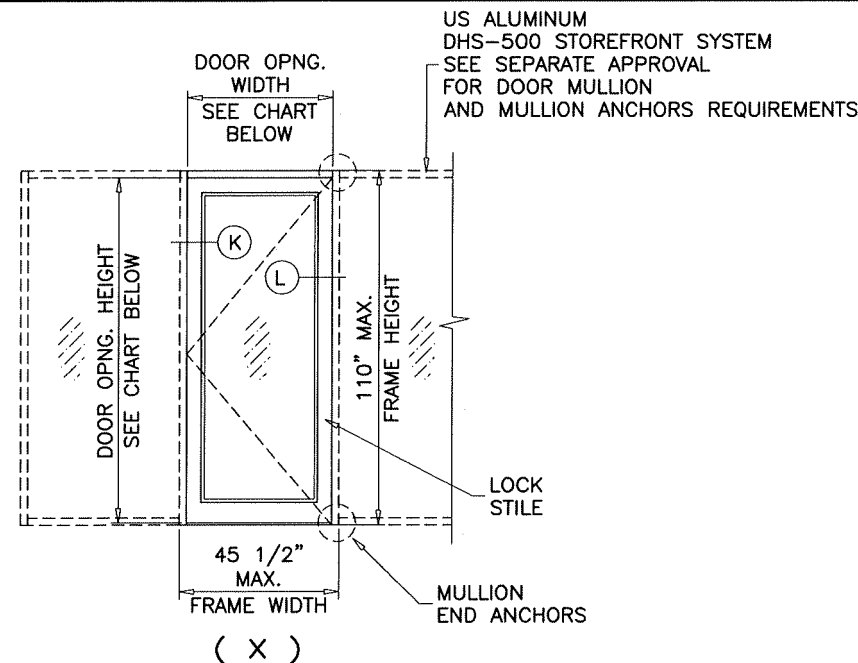 US ALUMINUM
DHS-500 STOREFRONT SYSTEM
SEE SEPARATE APPROVAL
FOR DOOR MULLION
AND MULLION ANCHORS REQUIREMENTS
DOOR OPNG.
WIDTH
SEE CHART
BELOW
K
L
DOOR OPNG. HEIGHT
SEE CHART BELOW
110" MAX.
FRAME HEIGHT
LOCK
STILE
45 1/2"
MAX.
FRAME WIDTH
MULLION
END ANCHORS
( X )